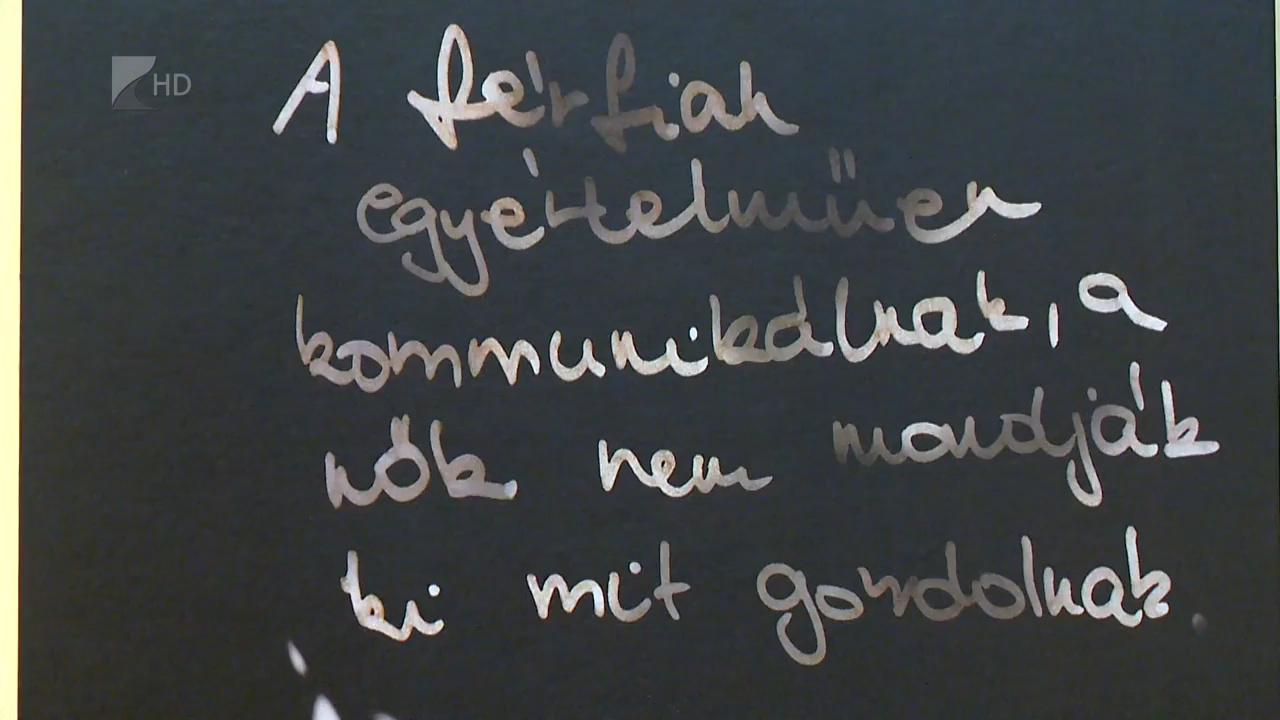 HD
A férfiak
egyértelműen
kommunikálnak, a
nők nem mondják
ki mit gondolnak.